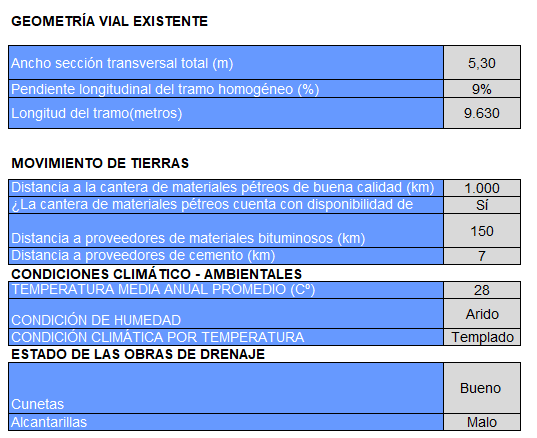 GEOMETRÍA VIAL EXISTENTE
Ancho sección transversal total (m) 5,30
Pendiente longitudinal del tramo homogéneo (%) 9%
Longitud del tramo(metros) 9.630
MOVIMIENTO DE TIERRAS
Distancia a la cantera de materiales pétreos de buena calidad (km) 1.000
¿La cantera de materiales pétreos cuenta con disponibilidad de Sí
Distancia a proveedores de materiales bituminosos (km) 150
Distancia a proveedores de cemento (km) 7
CONDICIONES CLIMÁTICO - AMBIENTALES
TEMPERATURA MEDIA ANUAL PROMEDIO (Cº) 28
CONDICIÓN DE HUMEDAD Arido
CONDICIÓN CLIMÁTICA POR TEMPERATURA Templado
ESTADO DE LAS OBRAS DE DRENAJE
Cunetas Bueno
Alcantarillas Malo